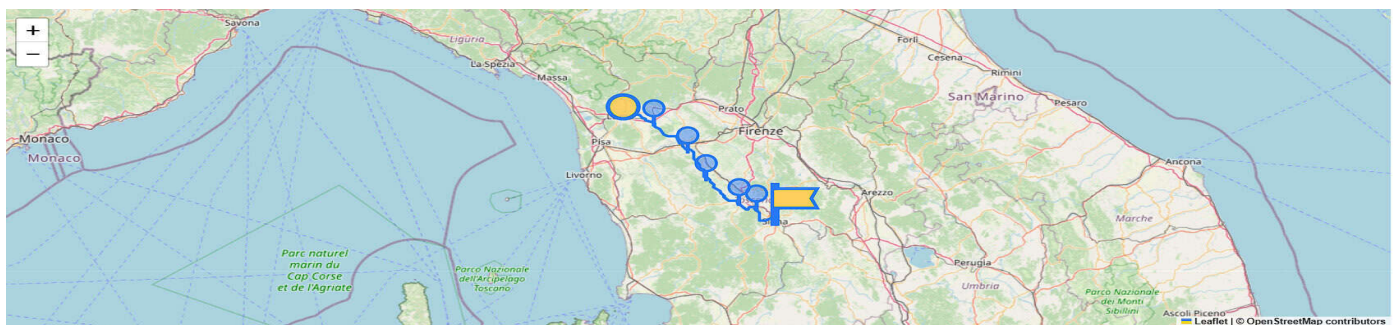 +
−
Savona
Liguria
La Spezia
Massa
Forlì
Cesena
Rimini
San Marino
Pesaro
Prato
Firenze
Pisa
Livorno
Monaco
Monaco
Ancona
Arezzo
Marche
Parc naturel
marin du
Cap Corse
et de l'Agriate
Parco Nazionale
dell'Arcipelago
Toscano
Perugia
Umbria
Parco Nazionale
dei Monti
Sibillini
Ascoli Piceno
Leaflet | © OpenStreetMap contributors